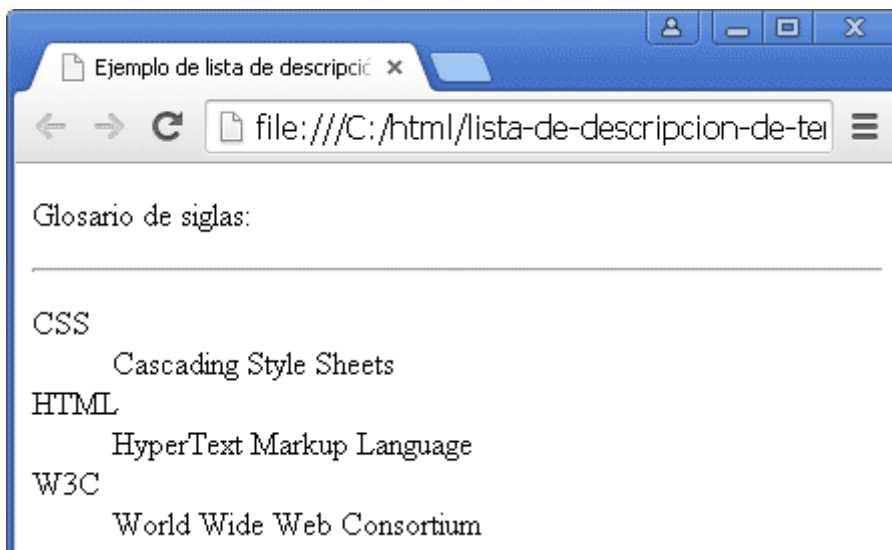 Ejemplo de lista de descripció
file:///C:/html/lista-de-descripcion-de-ter
Glosario de siglas:
CSS
Cascading Style Sheets
HTML
HyperText Markup Language
W3C
World Wide Web Consortium